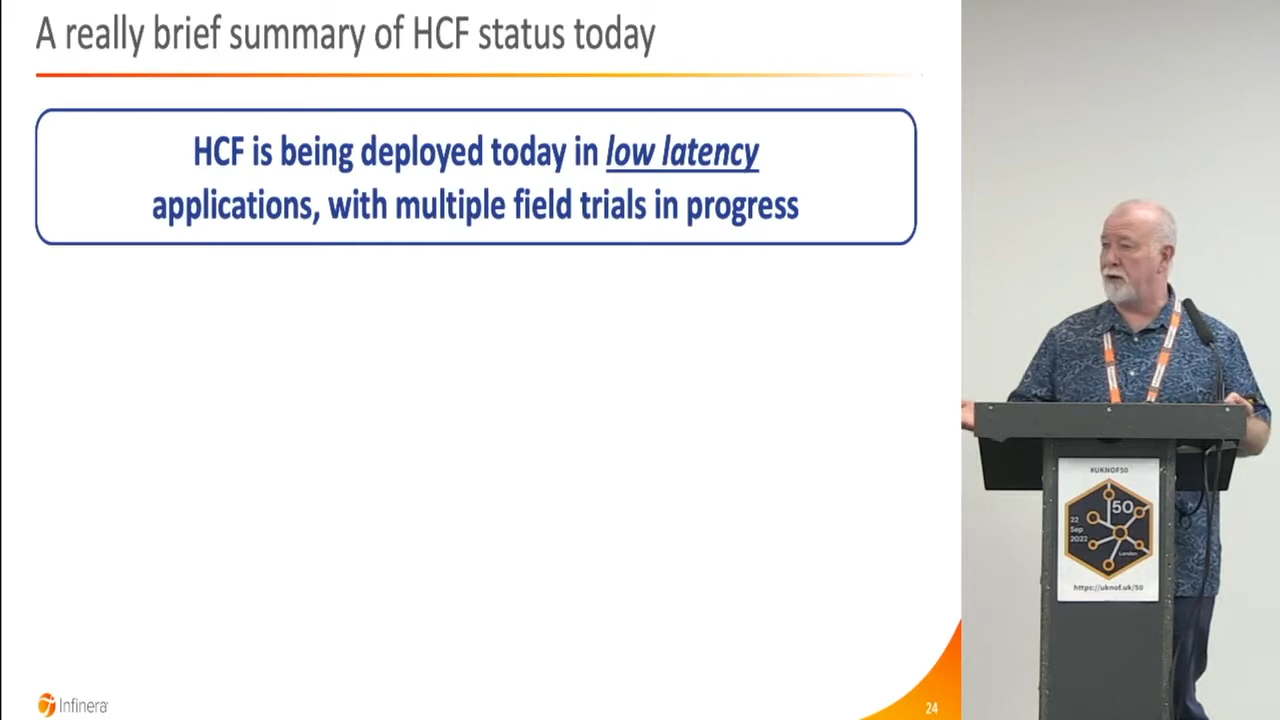 A really brief summary of HCF status today
HCF is being deployed today in low latency
applications, with multiple field trials in progress
Infinera
24
#UKNOF50
50
22
Sep
2022
London
https://uknof.uk/50